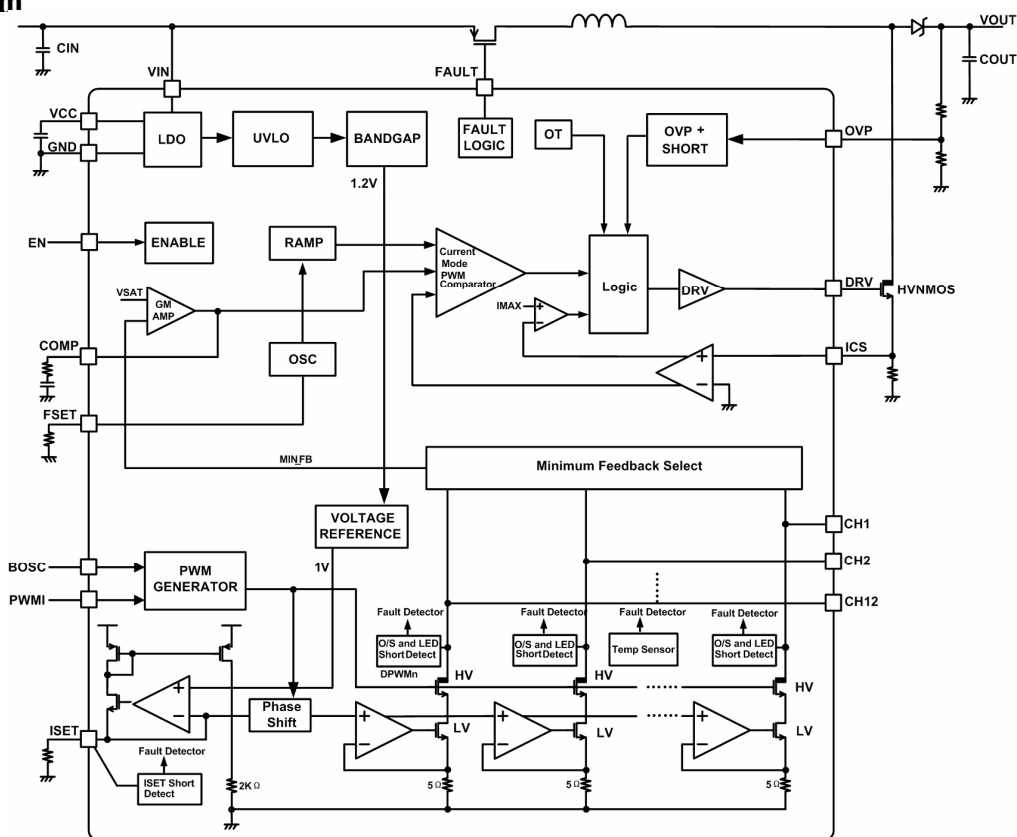 m
VOUT
CIN
COUT
VIN
FAULT
VCC
GND
LDO
UVLO
BANDGAP
FAULT
LOGIC
OT
OVP +
SHORT
OVP
1.2V
EN
ENABLE
RAMP
Current
Mode
PWM
Comparator
Logic
DRV
DRV
HVNMOS
VSAT
GM
AMP
IMAX
+
−
COMP
OSC
+
−
ICS
FSET
MIN_FB
Minimum Feedback Select
VOLTAGE
REFERENCE
CH1
1V
BOSC
PWM
GENERATOR
CH2
PWMI
CH12
Fault Detector
Fault Detector
Fault Detector
Fault Detector
O/S and LED
Short Detect
O/S and LED
Short Detect
Temp Sensor
O/S and LED
Short Detect
DPWMn
HV
HV
HV
+
−
Phase
Shift
+
−
LV
+
−
LV
+
−
LV
ISET
Fault Detector
ISET Short
Detect
2KΩ
5Ω
5Ω
5Ω